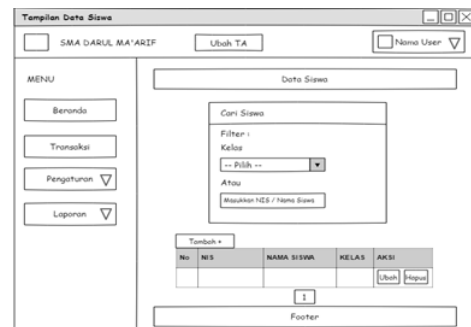 Tampilan Data Siswa
SMA DARUL MA'ARIF
Ubah TA
Nama User
MENU
Data Siswa
Beranda
Transaksi
Pengaturan
Laporan
Cari Siswa
Filter :
Kelas
-- Pilih --
Atau
Masukkan NIS / Nama Siswa
Tambah +
No NIS NAMA SISWA KELAS AKSI
Ubah Hapus
1
Footer